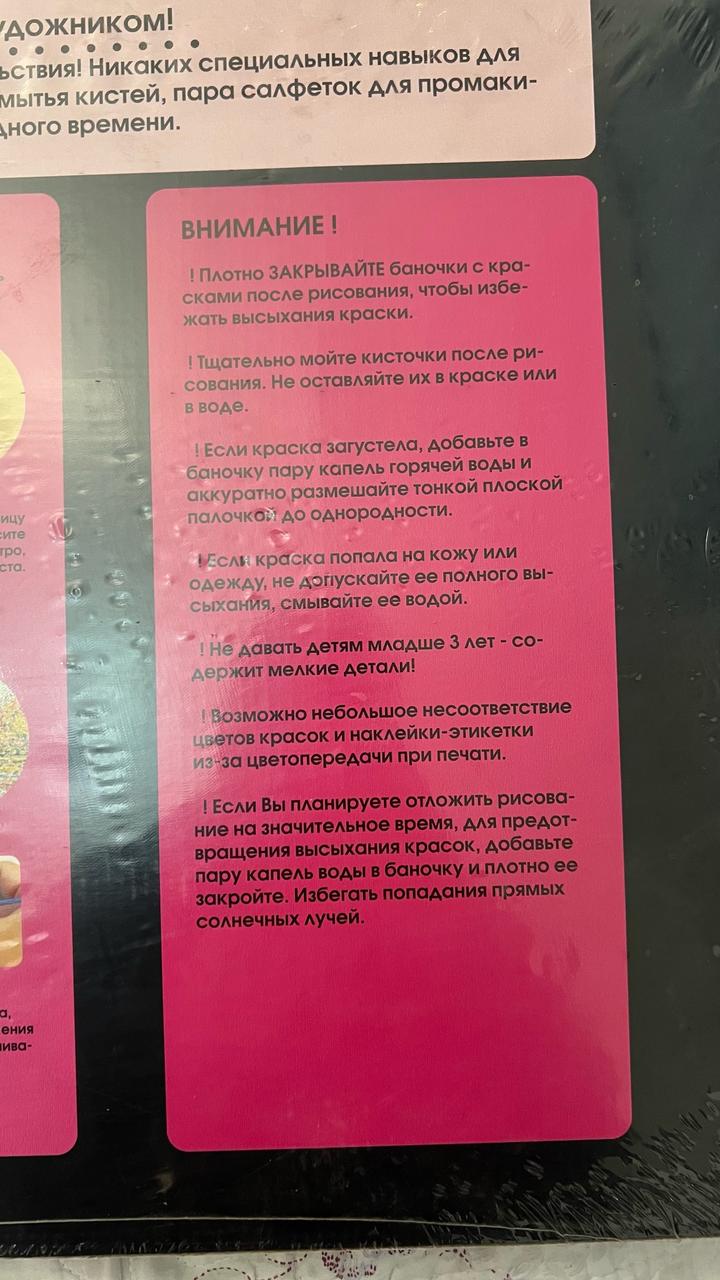 удожником!
ьствия! Никаких специальных навыков для
мытья кистей, пара салфеток для промаки-
дного времени.
ицу
сите
тро,
ста.
а,
ения
лива-
ВНИМАНИЕ !
! Плотно ЗАКРЫВАЙТЕ баночки с кра-
сками после рисования, чтобы избе-
жать высыхания краски.
! Тщательно мойте кисточки после ри-
сования. Не оставляйте их в краске или
в воде.
! Если краска загустела, добавьте в
баночку пару капель горячей воды и
аккуратно размешайте тонкой плоской
палочкой до однородности.
! Если краска попала на кожу или
одежду, не допускайте ее полного вы-
сыхания, смывайте ее водой.
! Не давать детям младше 3 лет - со-
держит мелкие детали!
! Возможно небольшое несоответствие
цветов красок и наклейки-этикетки
из-за цветопередачи при печати.
! Если Вы планируете отложить рисова-
ние на значительное время, для предот-
вращения высыхания красок, добавьте
пару капель воды в баночку и плотно ее
закройте. Избегать попадания прямых
солнечных лучей.